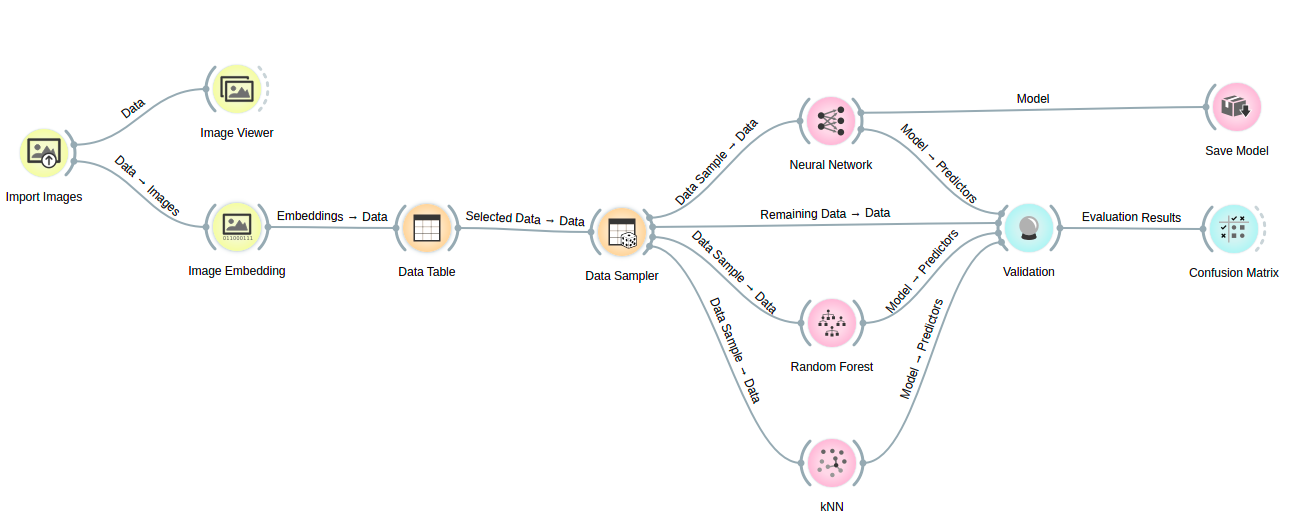 Data
Image Viewer
Import Images
Data → Images
Image Embedding
011000111
Embeddings → Data
Data Table
Selected Data → Data
Data Sampler
Data Sample → Data
Neural Network
Model
Save Model
Model → Predictors
Remaining Data → Data
Validation
Evaluation Results
Confusion Matrix
Data Sample → Data
Random Forest
Model → Predictors
Data Sample → Data
kNN
Model → Predictors